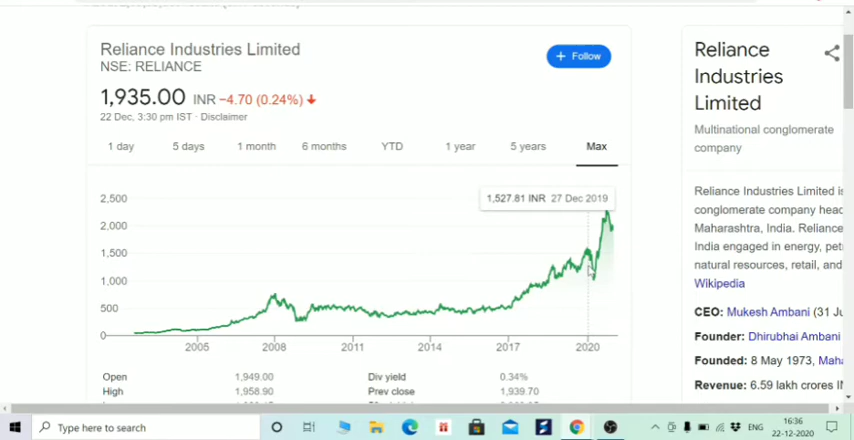 Reliance Industries Limited
NSE: RELIANCE
+ Follow
1,935.00 INR −4.70 (0.24%)
22 Dec, 3:30 pm IST · Disclaimer
1 day 5 days 1 month 6 months YTD 1 year 5 years Max
1,527.81 INR 27 Dec 2019
2,500
2,000
1,500
1,000
500
0
2005 2008 2011 2014 2017 2020
Open 1,949.00 Div yield 0.34%
High 1,958.90 Prev close 1,939.70
Reliance
Industries
Limited
Multinational conglomerate
company
Reliance Industries Limited
conglomerate company
Maharashtra, India. Reliance
India engaged in energy,
natural resources, retail, and
Wikipedia
CEO: Mukesh Ambani (31
Founder: Dhirubhai Ambani
Founded: 8 May 1973,
Revenue: 6.59 lakh crores
Type here to search
ENG
16:36
22-12-2020